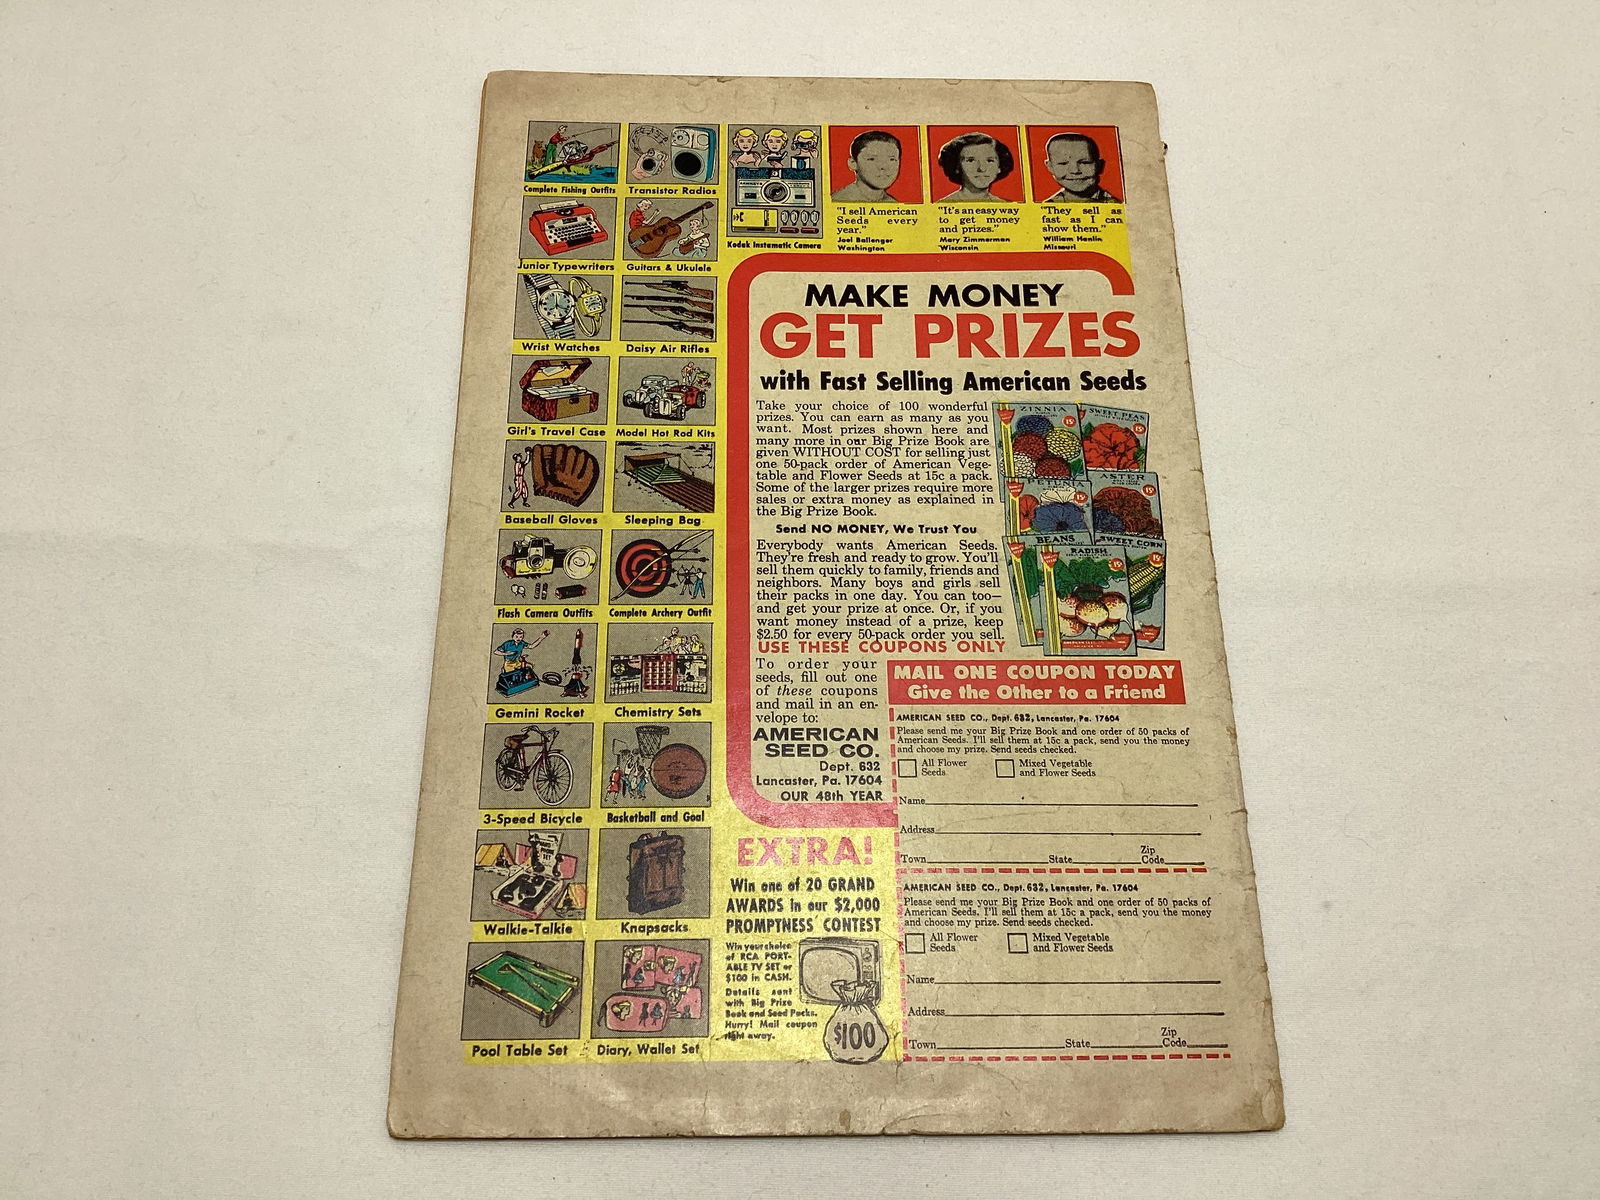 Complete Fishing Outfits
Transistor Radios
Junior Typewriters
Guitars & Ukulele
Kodak Instamatic Camera
Wrist Watches
Daisy Air Rifles
Girl's Travel Case
Model Hot Rod Kits
Baseball Gloves
Sleeping Bag
Flash Camera Outfits
Complete Archery Outfit
Gemini Rocket
Chemistry Sets
3-Speed Bicycle
Basketball and Goal
Walkie-Talkie
Knapsacks
Pool Table Set
Diary, Wallet Set
"I sell American
Seeds every
year."
Joel Ballenger
Washington
"It's an easy way
to get money
and prizes."
Mary Zimmerman
Wisconsin
"They sell as
fast as I can
show them."
William Hanlin
Missouri
MAKE MONEY
GET PRIZES
with Fast Selling American Seeds
Take your choice of 100 wonderful
prizes. You can earn as many as you
want. Most prizes shown here and
many more in our Big Prize Book are
given WITHOUT COST for selling just
one 50-pack order of American Vege-
table and Flower Seeds at 15c a pack.
Some of the larger prizes require more
sales or extra money as explained in
the Big Prize Book.
Send NO MONEY, We Trust You
Everybody wants American Seeds.
They're fresh and ready to grow. You'll
sell them quickly to family, friends and
neighbors. Many boys and girls sell
their packs in one day. You can too—
and get your prize at once. Or, if you
want money instead of a prize, keep
$2.50 for every 50-pack order you sell.
USE THESE COUPONS ONLY
ZINNIA
15¢
SWEET PEAS
15¢
PETUNIA
15¢
ASTER
15¢
BEANS
RADISH
15¢
SWEET CORN
15¢
To order your
seeds, fill out one
of these coupons
and mail in an en-
velope to:
AMERICAN
SEED CO.
Dept. 632
Lancaster, Pa. 17604
OUR 48th YEAR
MAIL ONE COUPON TODAY
Give the Other to a Friend
AMERICAN SEED CO., Dept. 632, Lancaster, Pa. 17604
Please send me your Big Prize Book and one order of 50 packs of
American Seeds. I'll sell them at 15c a pack, send you the money
and choose my prize. Send seeds checked.
All Flower
Seeds
Mixed Vegetable
and Flower Seeds
Name
Address
Town State Zip
Code
AMERICAN SEED CO., Dept. 632, Lancaster, Pa. 17604
Please send me your Big Prize Book and one order of 50 packs of
American Seeds. I'll sell them at 15c a pack, send you the money
and choose my prize. Send seeds checked.
All Flower
Seeds
Mixed Vegetable
and Flower Seeds
Name
Address
Town State Zip
Code
EXTRA!
Win one of 20 GRAND
AWARDS in our $2,000
PROMPTNESS CONTEST
Win your choice
of RCA PORT-
ABLE TV SET or
$100 in CASH.
Details sent
with Big Prize
Book and Seed Packs.
Hurry! Mail coupon
right away.
$100